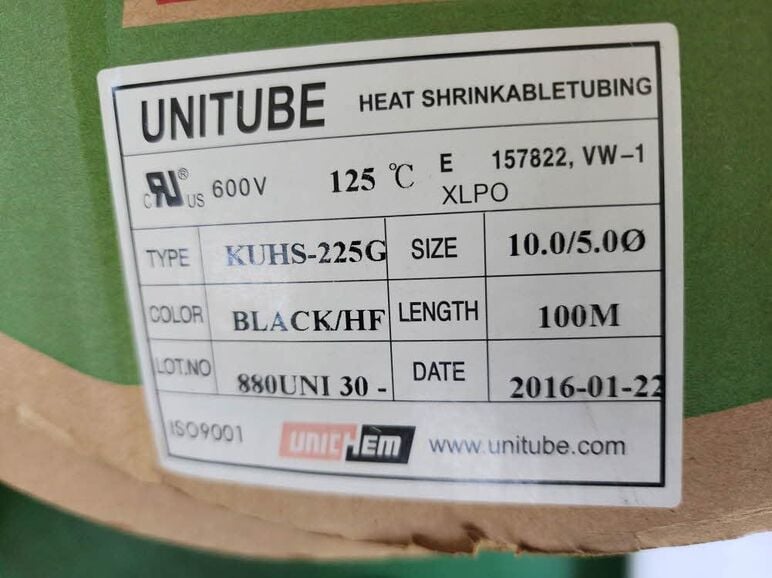 UNITUBE HEAT SHRINKABLETUBING
c RU ® US 600V 125 ℃ E 157822, VW-1
XLPO
TYPE KUHS-225G SIZE 10.0/5.0Ø
COLOR BLACK/HF LENGTH 100M
LOT.NO 880UNI 30 - DATE 2016-01-22
ISO9001 UNICHEM www.unitube.com